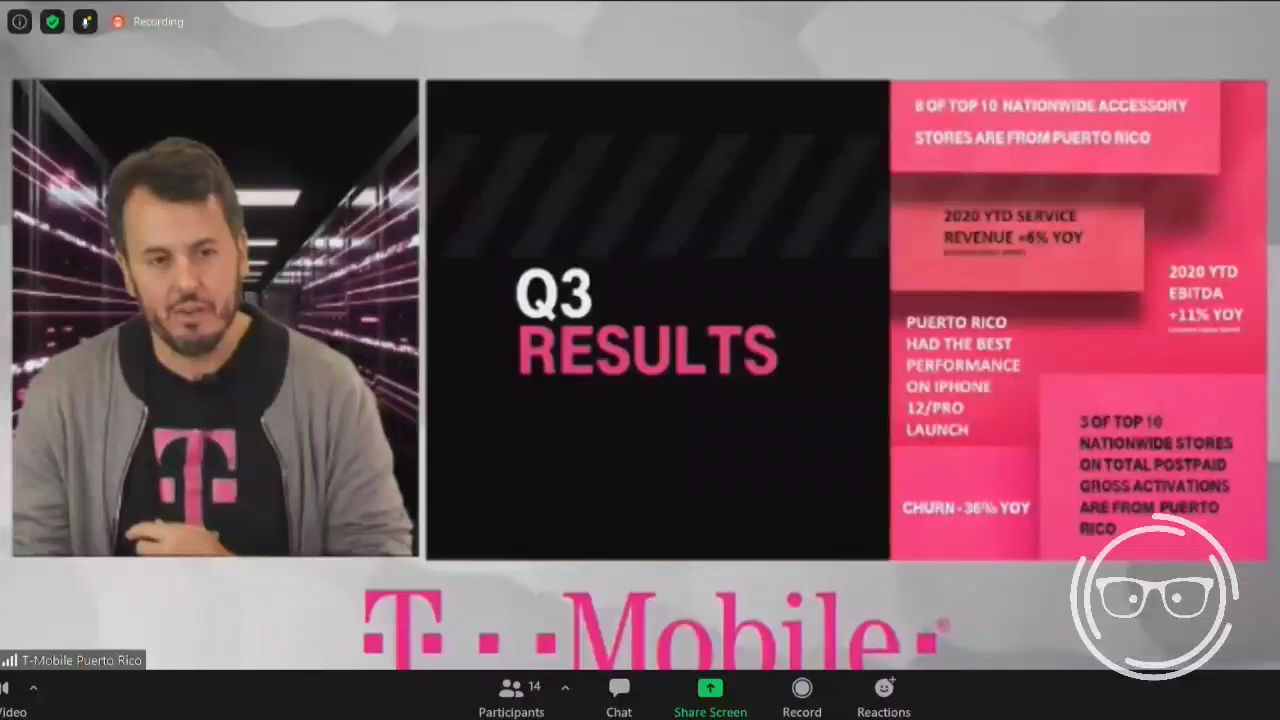 Recording
Q3
RESULTS
8 OF TOP 10 NATIONWIDE ACCESSORY
STORES ARE FROM PUERTO RICO
2020 YTD SERVICE
REVENUE +6% YOY
2020 YTD
EBITDA
+11% YOY
PUERTO RICO
HAD THE BEST
PERFORMANCE
ON IPHONE
12/PRO
LAUNCH
CHURN -36% YOY
3 OF TOP 10
NATIONWIDE STORES
ON TOTAL POSTPAID
GROSS ACTIVATIONS
ARE FROM PUERTO
RICO
T
T-Mobile®
T-Mobile Puerto Rico
Video
Participants
14
Chat
Share Screen
Record
Reactions